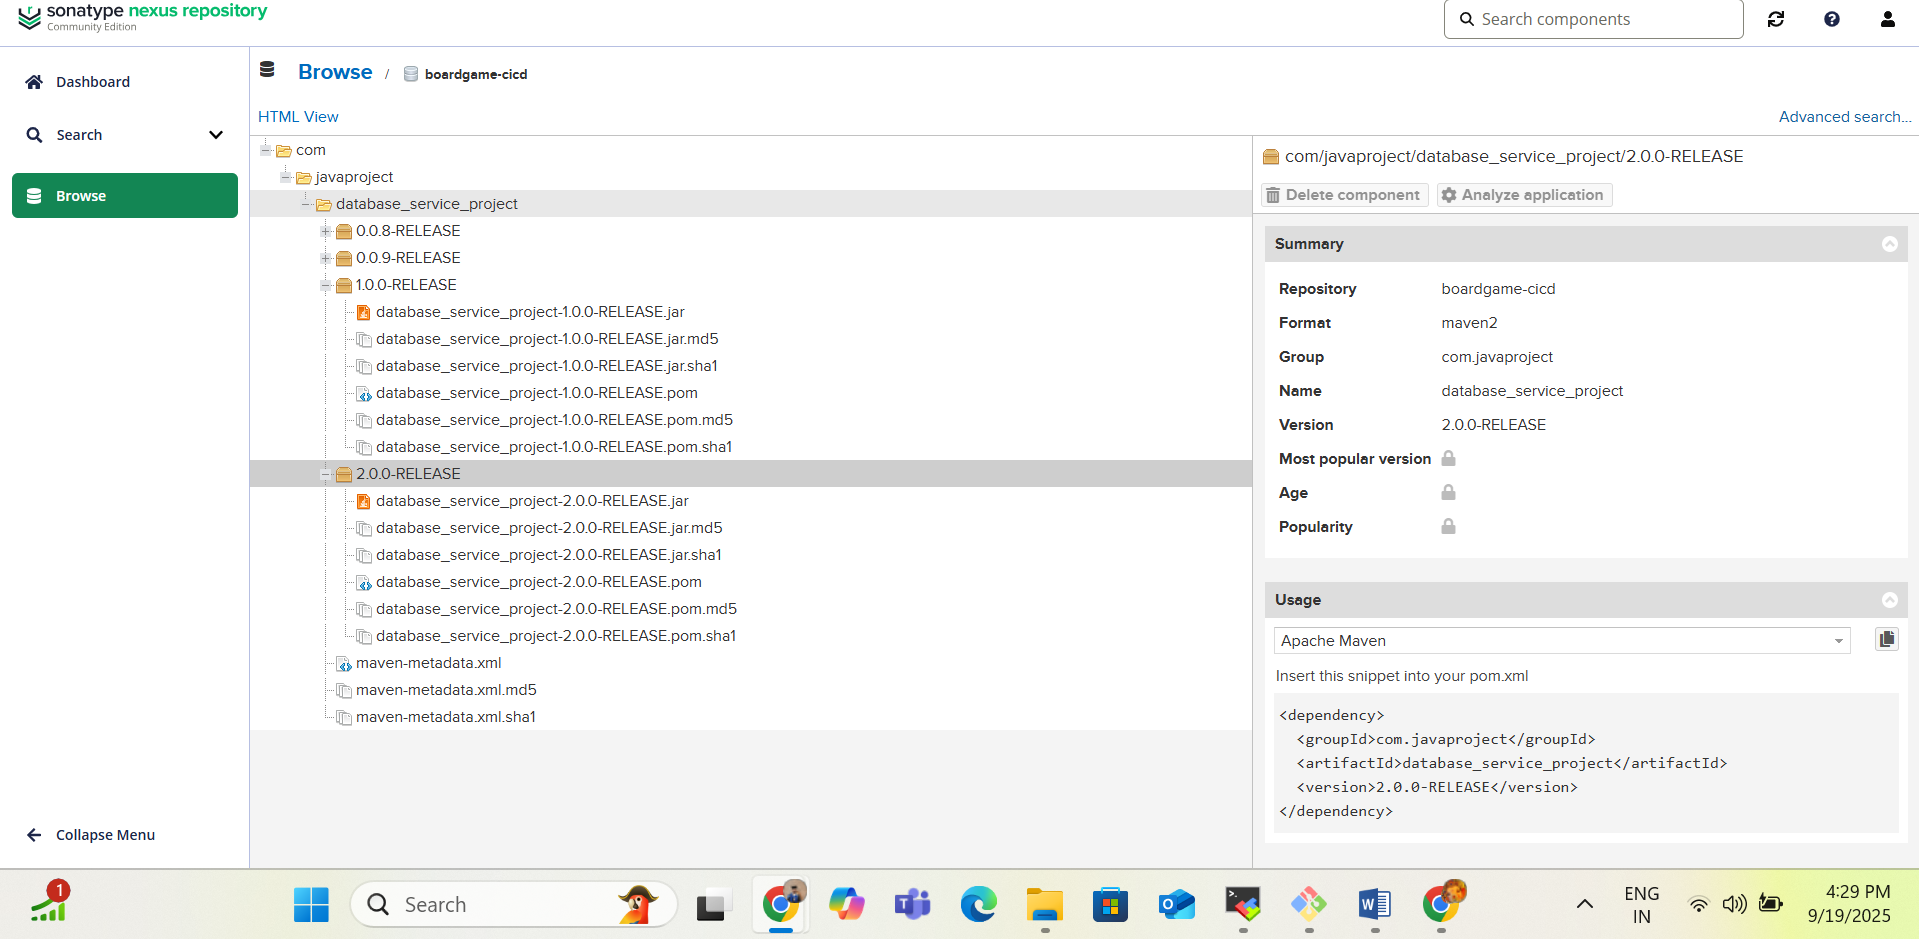 sonatype nexus repository
Community Edition
Search components
Dashboard
Search
Browse
Collapse Menu
Browse / boardgame-cicd
HTML View
Advanced search...
com
javaproject
database_service_project
0.0.8-RELEASE
0.0.9-RELEASE
1.0.0-RELEASE
database_service_project-1.0.0-RELEASE.jar
database_service_project-1.0.0-RELEASE.jar.md5
database_service_project-1.0.0-RELEASE.jar.sha1
database_service_project-1.0.0-RELEASE.pom
database_service_project-1.0.0-RELEASE.pom.md5
database_service_project-1.0.0-RELEASE.pom.sha1
2.0.0-RELEASE
database_service_project-2.0.0-RELEASE.jar
database_service_project-2.0.0-RELEASE.jar.md5
database_service_project-2.0.0-RELEASE.jar.sha1
database_service_project-2.0.0-RELEASE.pom
database_service_project-2.0.0-RELEASE.pom.md5
database_service_project-2.0.0-RELEASE.pom.sha1
maven-metadata.xml
maven-metadata.xml.md5
maven-metadata.xml.sha1
com/javaproject/database_service_project/2.0.0-RELEASE
Delete component Analyze application
Summary
Repository boardgame-cicd
Format maven2
Group com.javaproject
Name database_service_project
Version 2.0.0-RELEASE
Most popular version
Age
Popularity
Usage
Apache Maven
Insert this snippet into your pom.xml
<dependency>
<groupId>com.javaproject</groupId>
<artifactId>database_service_project</artifactId>
<version>2.0.0-RELEASE</version>
</dependency>
1
Search
ENG
IN
4:29 PM
9/19/2025